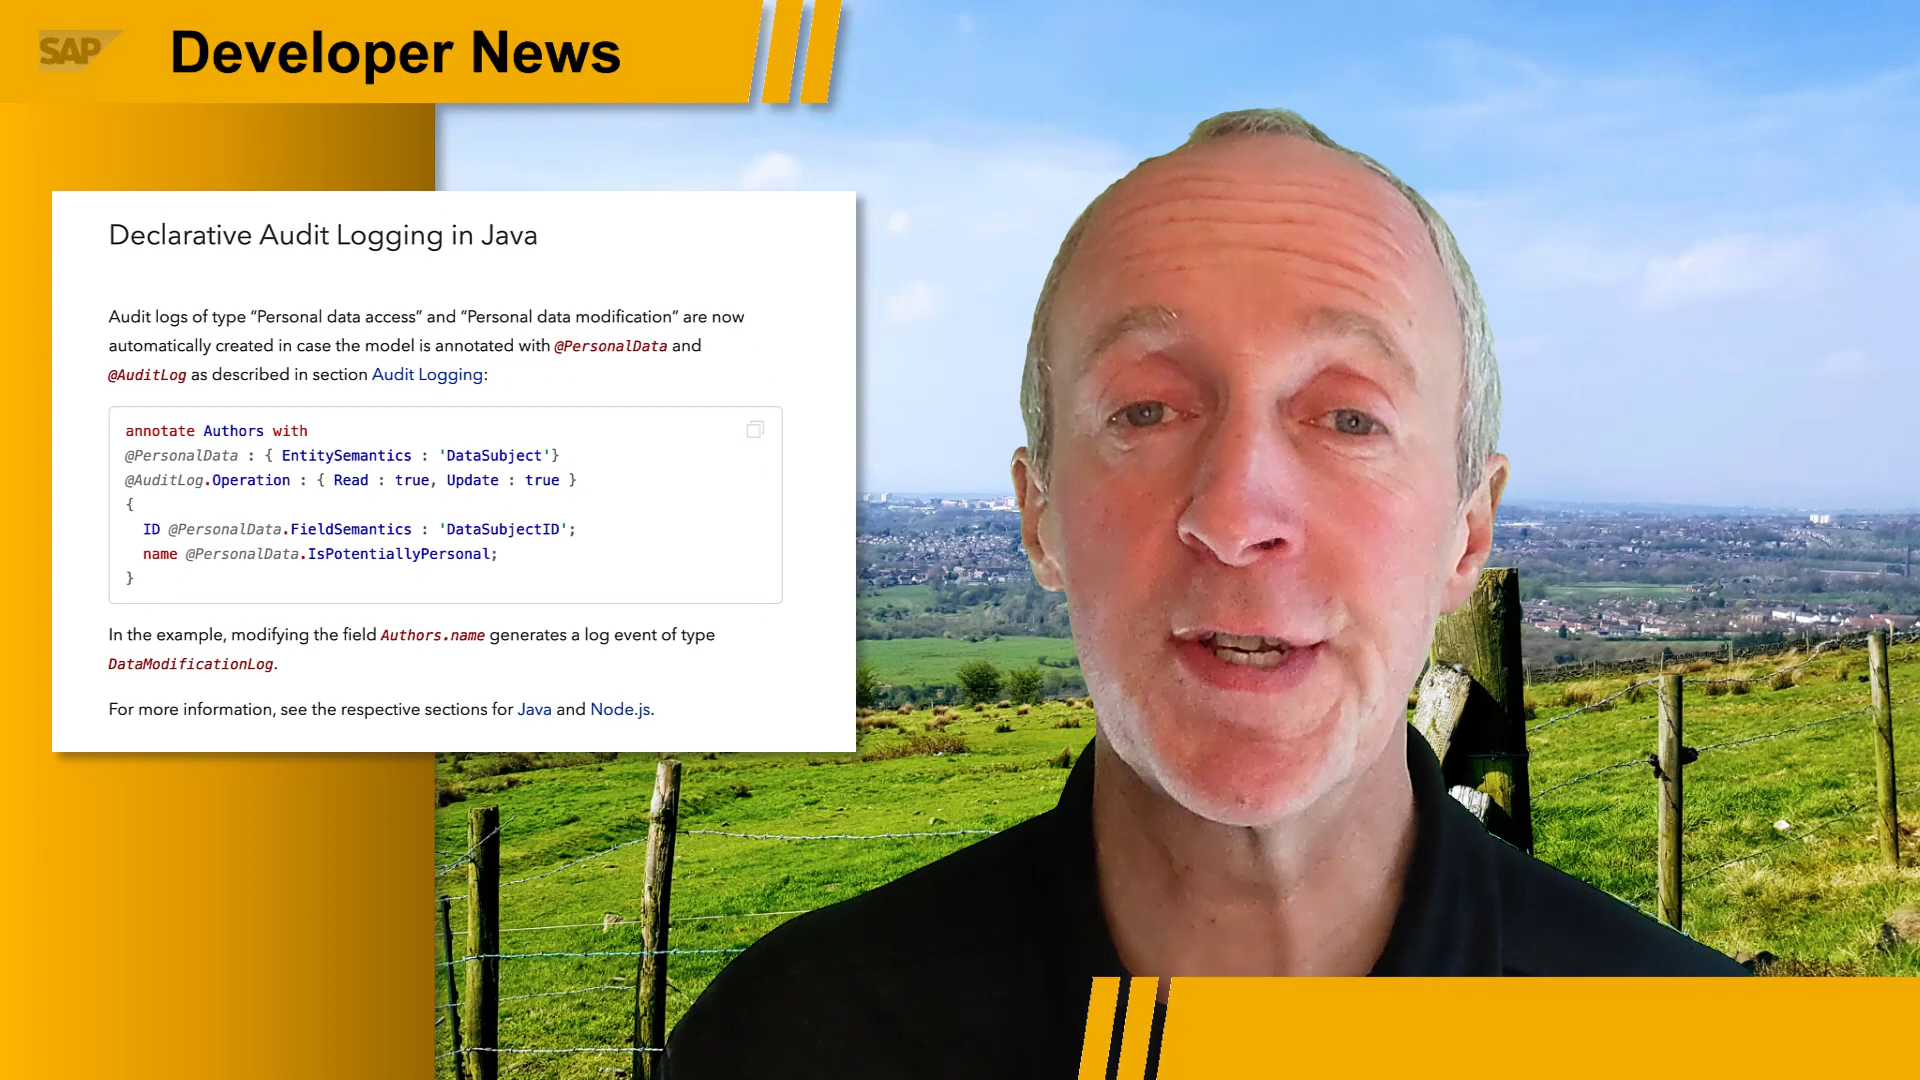 SAP
Developer News
Declarative Audit Logging in Java
Audit logs of type “Personal data access” and “Personal data modification” are now
automatically created in case the model is annotated with @PersonalData and
@AuditLog as described in section Audit Logging:
annotate Authors with
@PersonalData : { EntitySemantics : 'DataSubject'}
@AuditLog.Operation : { Read : true, Update : true }
{
ID @PersonalData.FieldSemantics : 'DataSubjectID';
name @PersonalData.IsPotentiallyPersonal;
}
In the example, modifying the field Authors.name generates a log event of type
DataModificationLog.
For more information, see the respective sections for Java and Node.js.